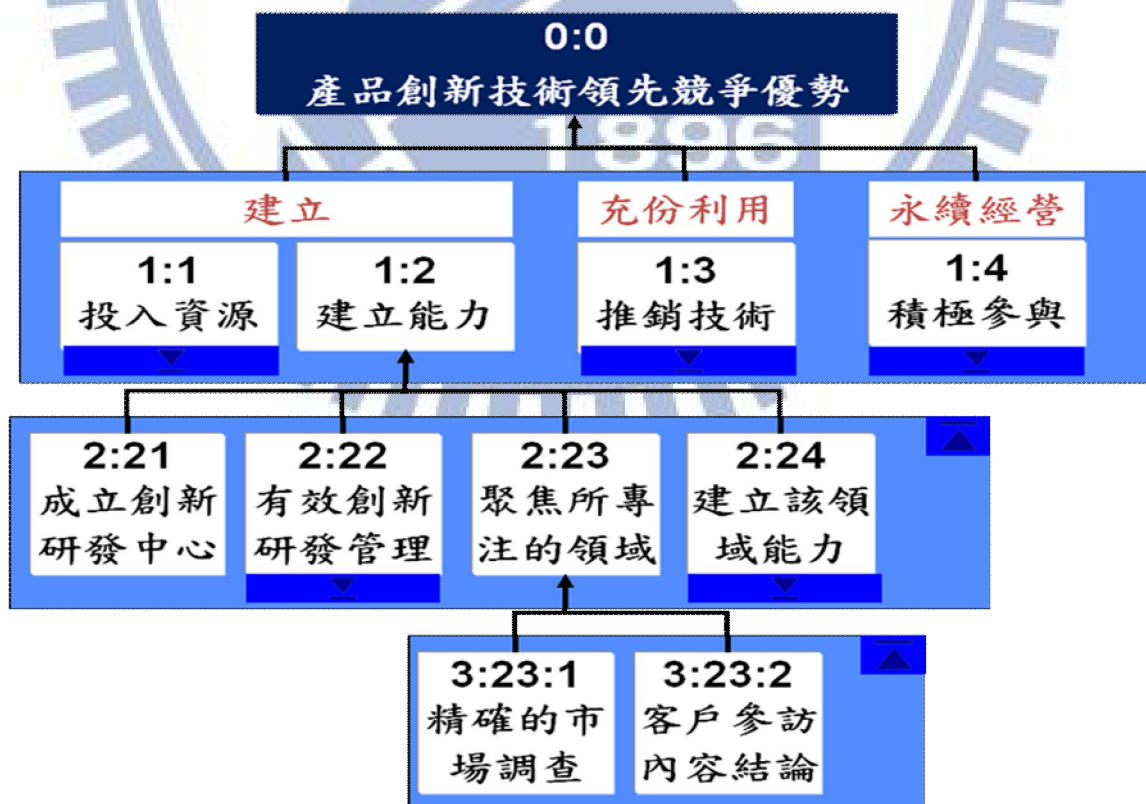 0:0
產品創新技術領先競爭優勢
1896
建立
充份利用
永續經營
1:1
投入資源
1:2
建立能力
1:3
推銷技術
1:4
積極參與
2:21
成立創新
研發中心
2:22
有效創新
研發管理
2:23
聚焦所專
注的領域
2:24
建立該領
域能力
3:23:1
精確的市
場調查
3:23:2
客戶參訪
內容結論